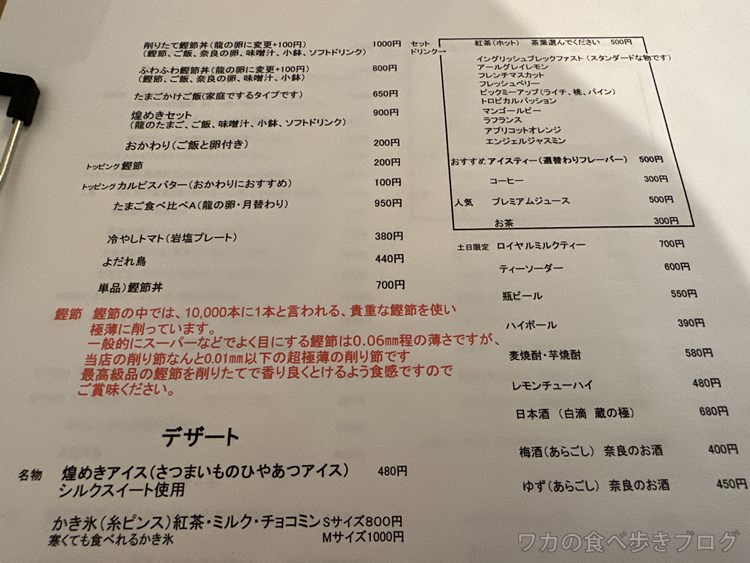 削りたて鰹節丼(龍の卵に変更+100円) 1000円
(鰹節、ご飯、奈良の卵、味噌汁、小鉢、ソフトドリンク)
ふわふわ鰹節丼(龍の卵に変更+100円) 800円
(鰹節、ご飯、奈良の卵、味噌汁、小鉢)
たまごかけご飯(家庭でするタイプです) 650円
煌めきセット 900円
(龍のたまご、ご飯、味噌汁、小鉢、ソフトドリンク)
おかわり(ご飯と卵付き) 200円
トッピング鰹節 200円
トッピングカルピスバター(おかわりにおすすめ) 100円
たまご食べ比べA(龍の卵・月替わり) 950円
冷やしトマト(岩塩プレート) 380円
よだれ鳥 440円
単品)鰹節丼 700円
鰹節 鰹節の中では、10,000本に1本と言われる、貴重な鰹節を使い
極薄に削っています。
一般的にスーパーなどでよく目にする鰹節は0.06mm程の薄さですが、
当店の削り節なんと0.01mm以下の超極薄の削り節です
最高級品の鰹節を削りたてで香り良くとけるよう食感ですので
ご賞味ください。
デザート
名物 煌めきアイス(さつまいものひやあつアイス) 480円
シルクスイート使用
かき氷(糸ピンス)紅茶・ミルク・チョコミン Sサイズ800円
寒くても食べれるかき氷 Mサイズ1000円
セット
ドリンク
紅茶(ホット) 茶葉選んでください 500円
イングリッシュブレックファスト(スタンダードな物です)
アールグレイレモン
フレンチマスカット
フレッシュベリー
ピックミーアップ(ライチ、桃、パイン)
トロピカルパッション
マンゴールビー
ラフランス
アプリコットオレンジ
エンジェルジャスミン
おすすめ アイスティー(週替わりフレーバー) 500円
コーヒー 300円
人気 プレミアムジュース 500円
お茶 300円
土日限定 ロイヤルミルクティー 700円
ティーソーダー 600円
瓶ビール 550円
ハイボール 390円
麦焼酎・芋焼酎 580円
レモンチューハイ 480円
日本酒 (白滴 蔵の極) 680円
梅酒(あらごし) 奈良のお酒 400円
ゆず(あらごし) 奈良のお酒 450円
ワカの食べ歩きブログ